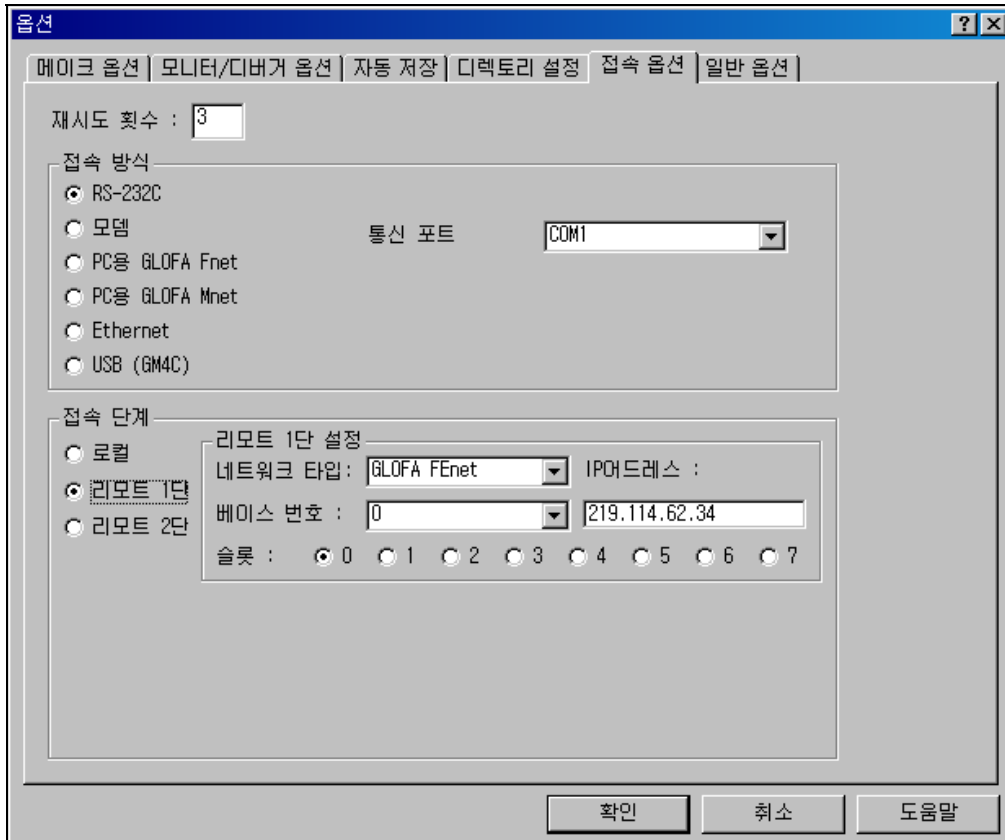 옵션
메이크 옵션 모니터/디버거 옵션 자동 저장 디렉토리 설정 접속 옵션 일반 옵션
재시도 횟수 : 3
접속 방식
RS-232C
모뎀
통신 포트 COM1
PC용 GLOFA Fnet
PC용 GLOFA Mnet
Ethernet
USB (GM4C)
접속 단계
로컬
리모트 1단
리모트 2단
리모트 1단 설정
네트워크 타입: GLOFA FEnet IP어드레스 :
베이스 번호 : 0 219.114.62.34
슬롯 : 0 1 2 3 4 5 6 7
확인 취소 도움말